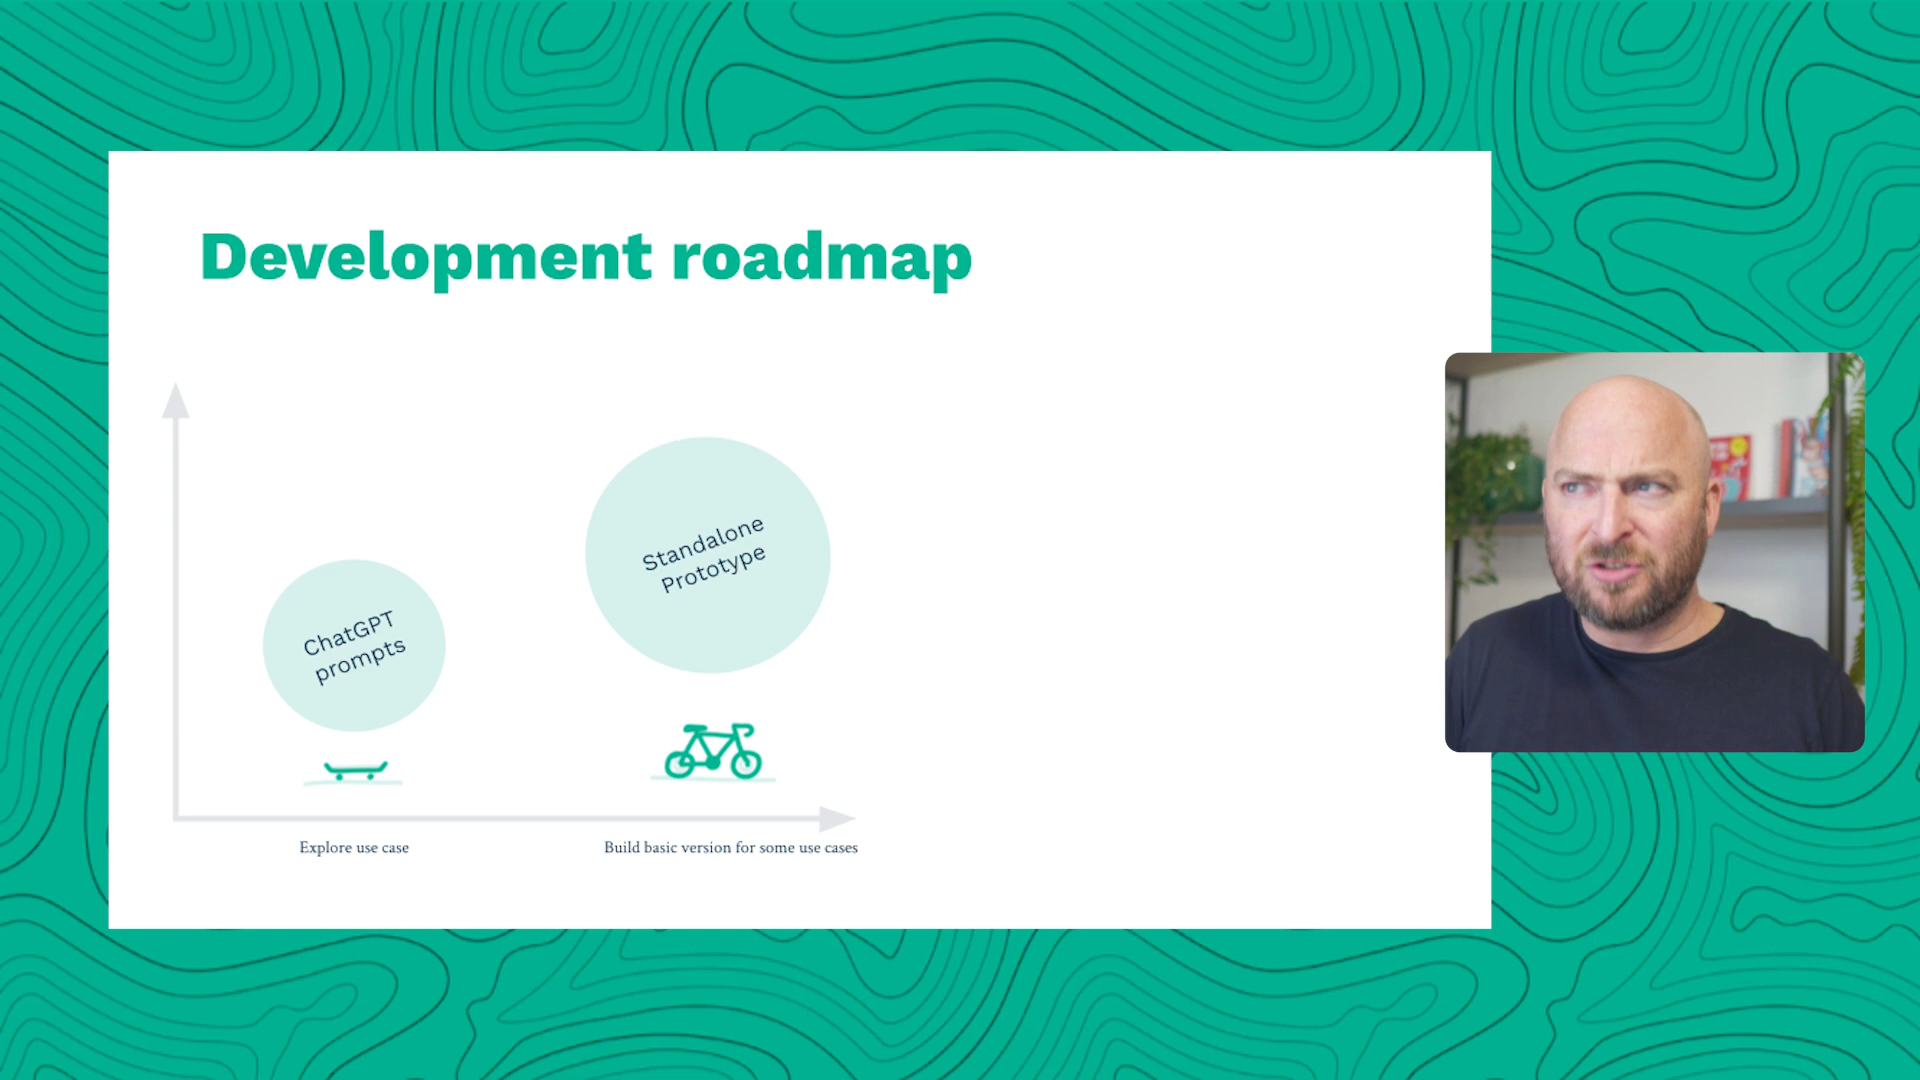 Development roadmap
ChatGPT
prompts
Standalone
Prototype
Explore use case
Build basic version for some use cases